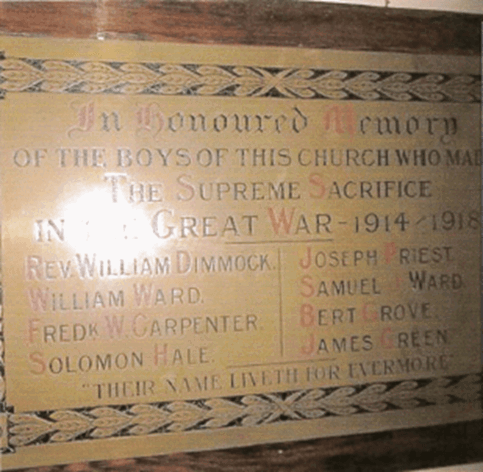 In Honoured Memory
OF THE BOYS OF THIS CHURCH WHO MAD
THE SUPREME SACRIFICE
IN GREAT WAR - 1914-1918
REV. WILLIAM DIMMOCK.
WILLIAM WARD.
FREDK W. CARPENTER.
SOLOMON HALE.
JOSEPH PRIEST.
SAMUEL J WARD.
BERT GROVE.
JAMES GREEN.
"THEIR NAME LIVETH FOR EVERMORE"